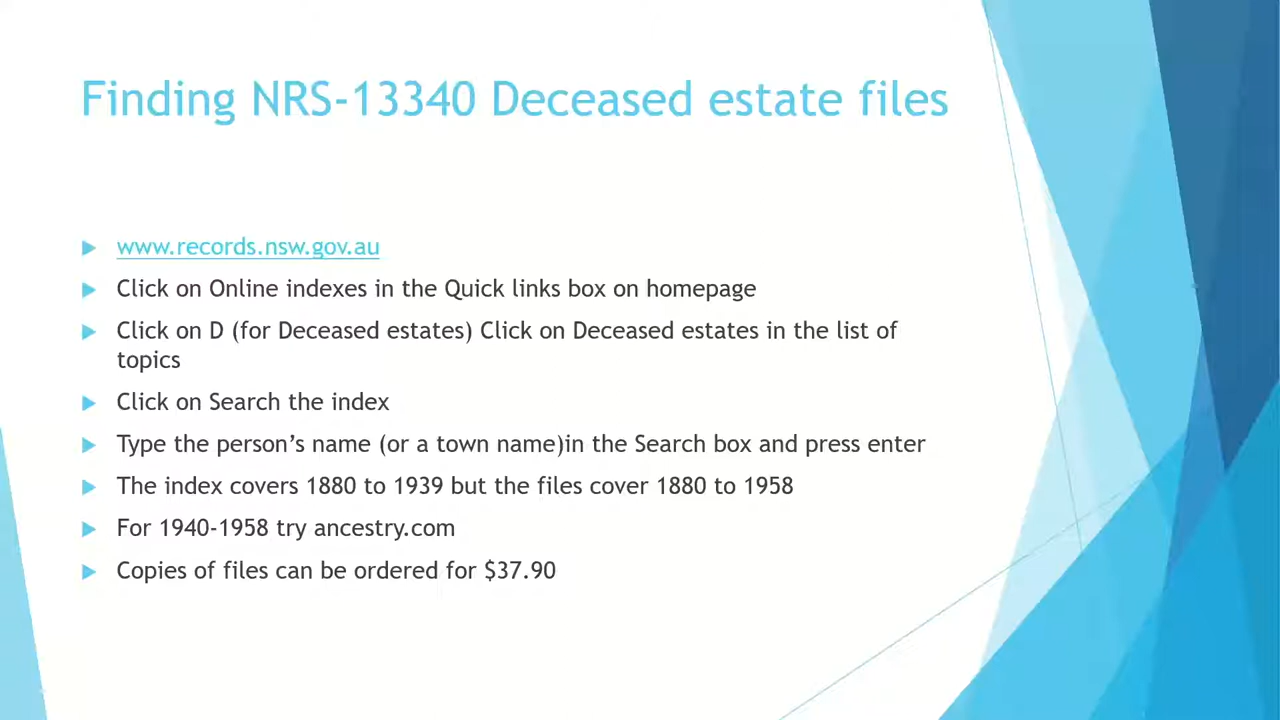 Finding NRS-13340 Deceased estate files
www.records.nsw.gov.au
Click on Online indexes in the Quick links box on homepage
Click on D (for Deceased estates) Click on Deceased estates in the list of
topics
Click on Search the index
Type the person’s name (or a town name)in the Search box and press enter
The index covers 1880 to 1939 but the files cover 1880 to 1958
For 1940-1958 try ancestry.com
Copies of files can be ordered for $37.90